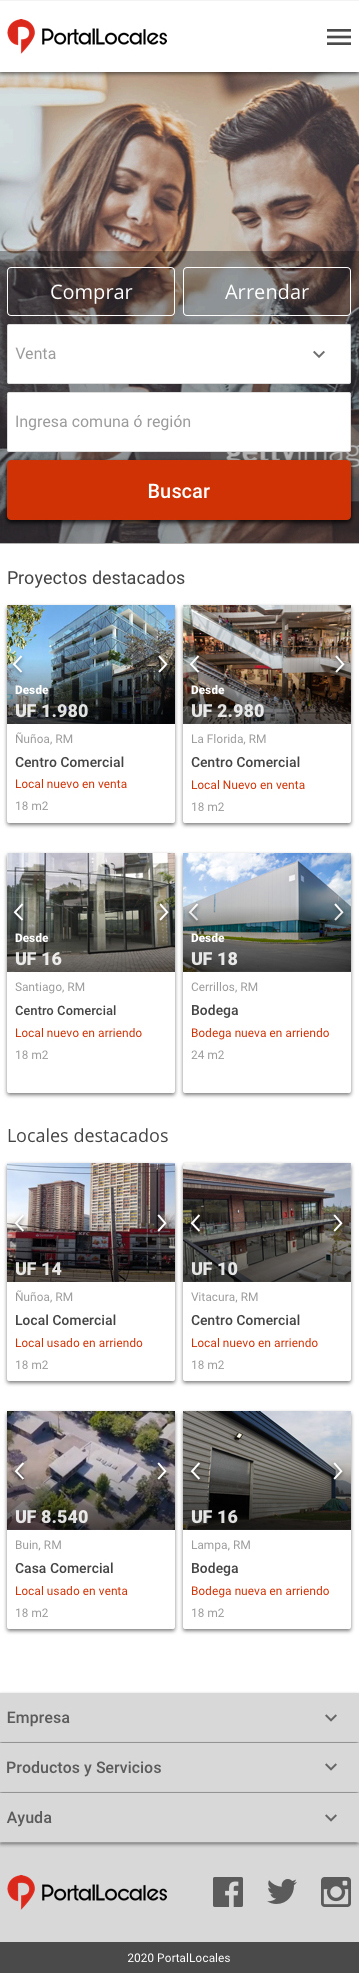 PortalLocales
Comprar
Arrendar
Venta
Ingresa comuna ó región
Buscar
Proyectos destacados
Desde
UF 1.980
Ñuñoa, RM
Centro Comercial
Local nuevo en venta
18 m2
Desde
UF 2.980
La Florida, RM
Centro Comercial
Local Nuevo en venta
18 m2
Desde
UF 16
Santiago, RM
Centro Comercial
Local nuevo en arriendo
18 m2
Desde
UF 18
Cerrillos, RM
Bodega
Bodega nueva en arriendo
24 m2
Locales destacados
UF 14
Ñuñoa, RM
Local Comercial
Local usado en arriendo
18 m2
UF 10
Vitacura, RM
Centro Comercial
Local nuevo en arriendo
18 m2
UF 8.540
Buin, RM
Casa Comercial
Local usado en venta
18 m2
UF 16
Lampa, RM
Bodega
Bodega nueva en arriendo
18 m2
Empresa
Productos y Servicios
Ayuda
PortalLocales
2020 PortalLocales